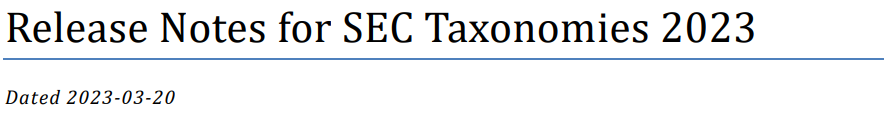 Release Notes for SEC Taxonomies 2023
Dated 2023-03-20